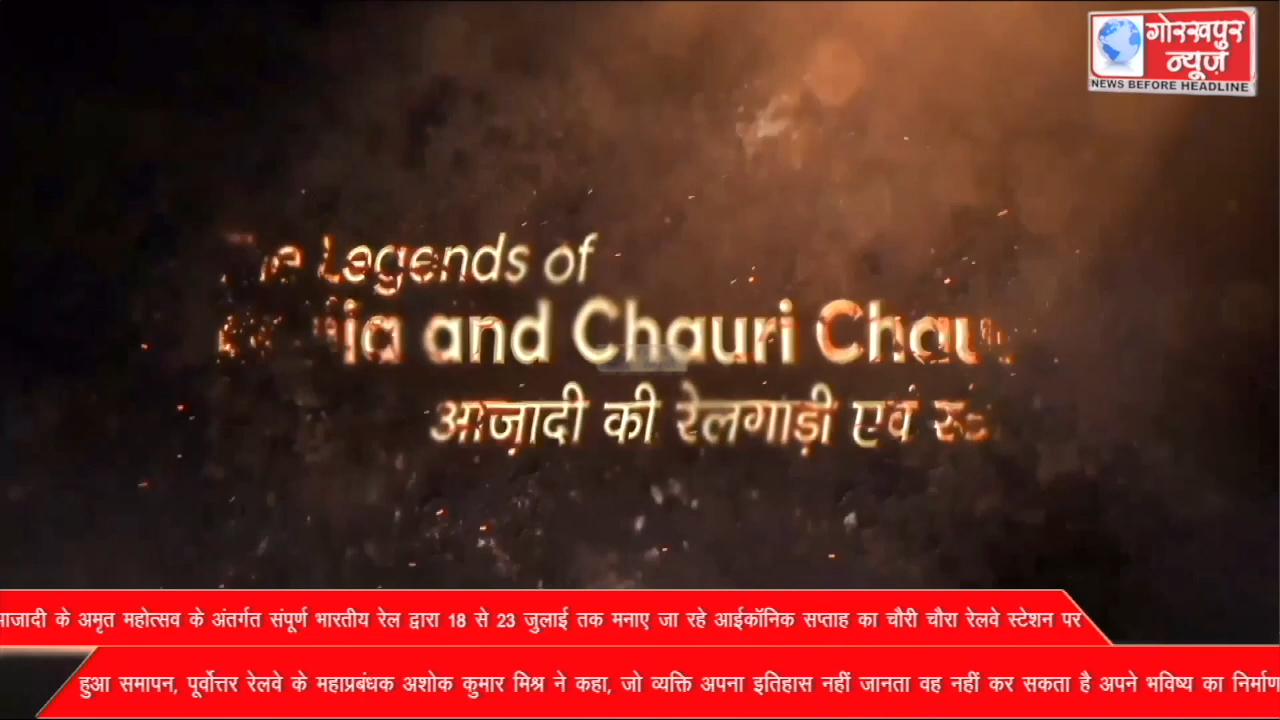 गोरखपुर
न्यूज़
NEWS BEFORE HEADLINE
The Legends of
and Chauri
आज़ादी की रेलगाड़ी एवं
आजादी के अमृत महोत्सव के अंतर्गत संपूर्ण भारतीय रेल द्वारा 18 से 23 जुलाई तक मनाए जा रहे आईकॉनिक सप्ताह का चौरी चौरा रेलवे स्टेशन पर
हुआ समापन, पूर्वोत्तर रेलवे के महाप्रबंधक अशोक कुमार मिश्र ने कहा, जो व्यक्ति अपना इतिहास नहीं जानता वह नहीं कर सकता है अपने भविष्य का निर्माण